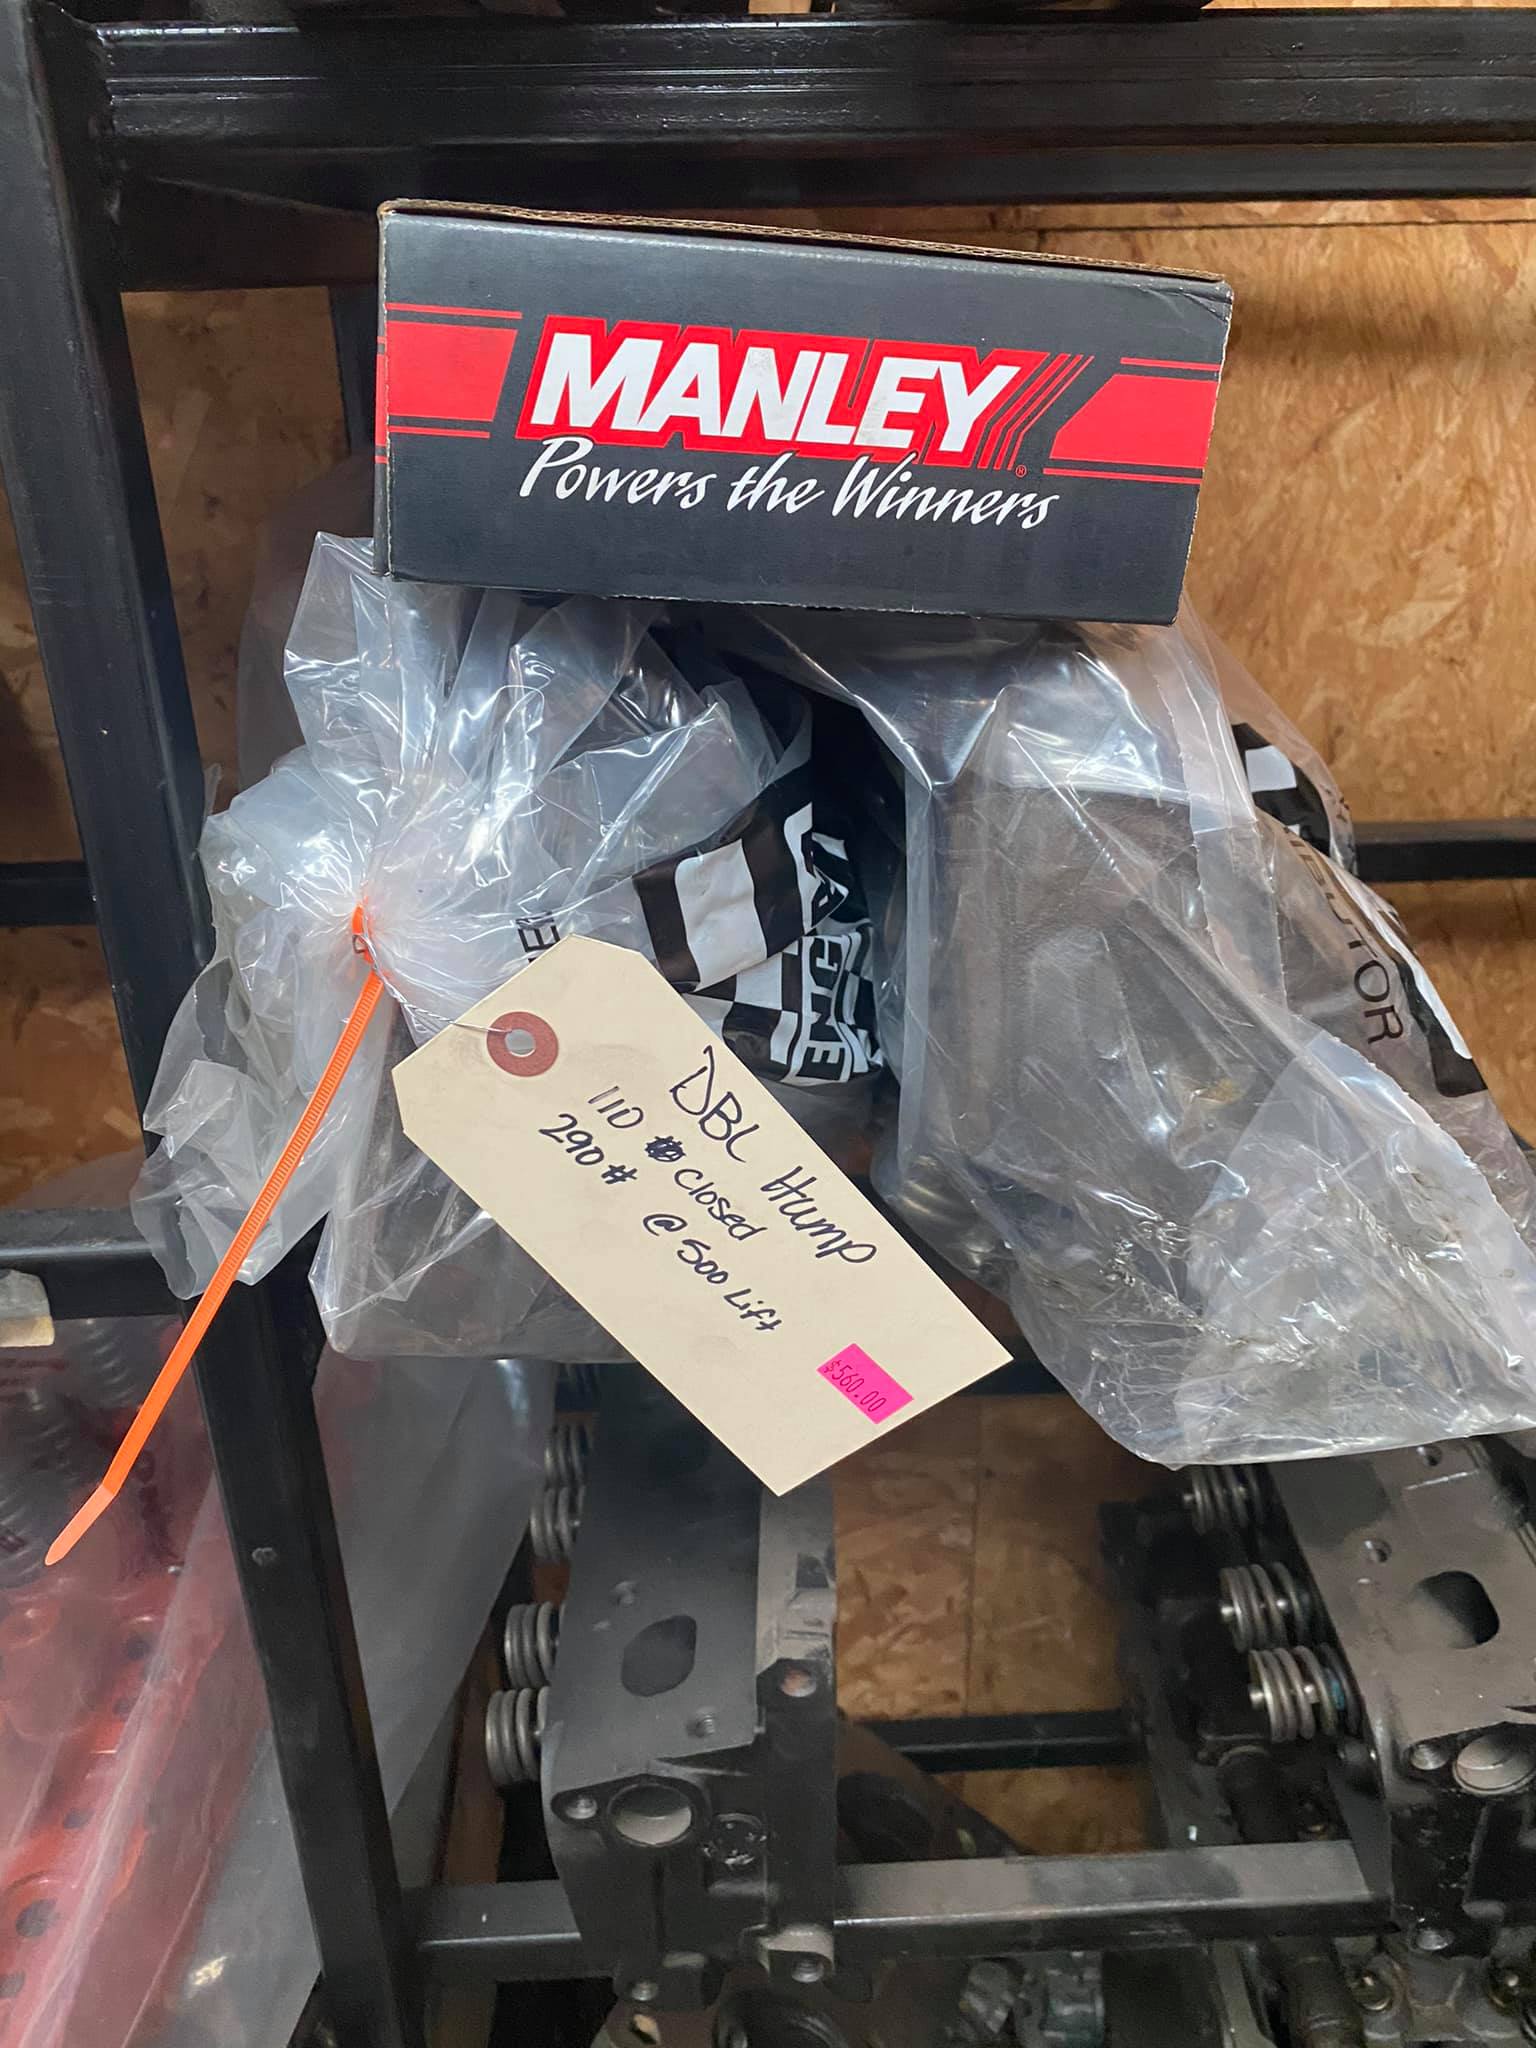 MANLEY
®
Powers the Winners
DBL Hump
110 # closed
290 #
@ 500 Lift
$560.00